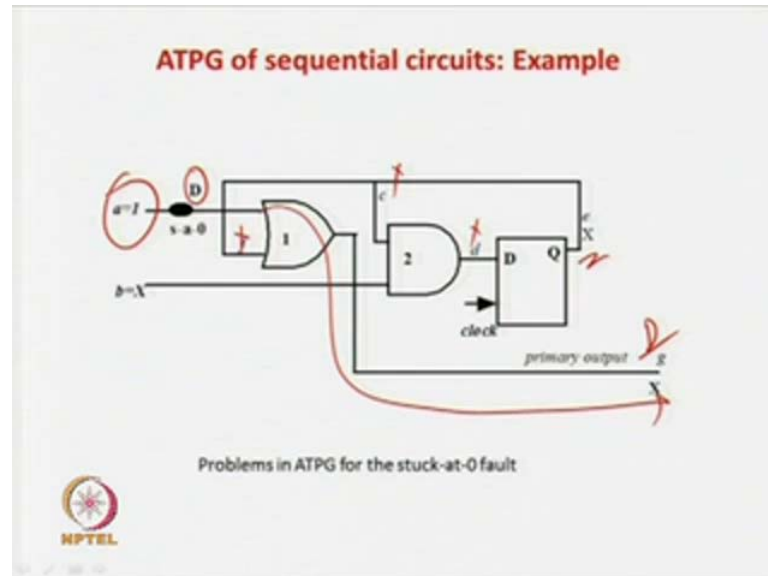 ATPG of sequential circuits: Example
D
a=1
s-a-0
1
b=X
c
2
d
D
Q
e
X
clock
primary output
g
D
X
Problems in ATPG for the stuck-at-0 fault
NPTEL